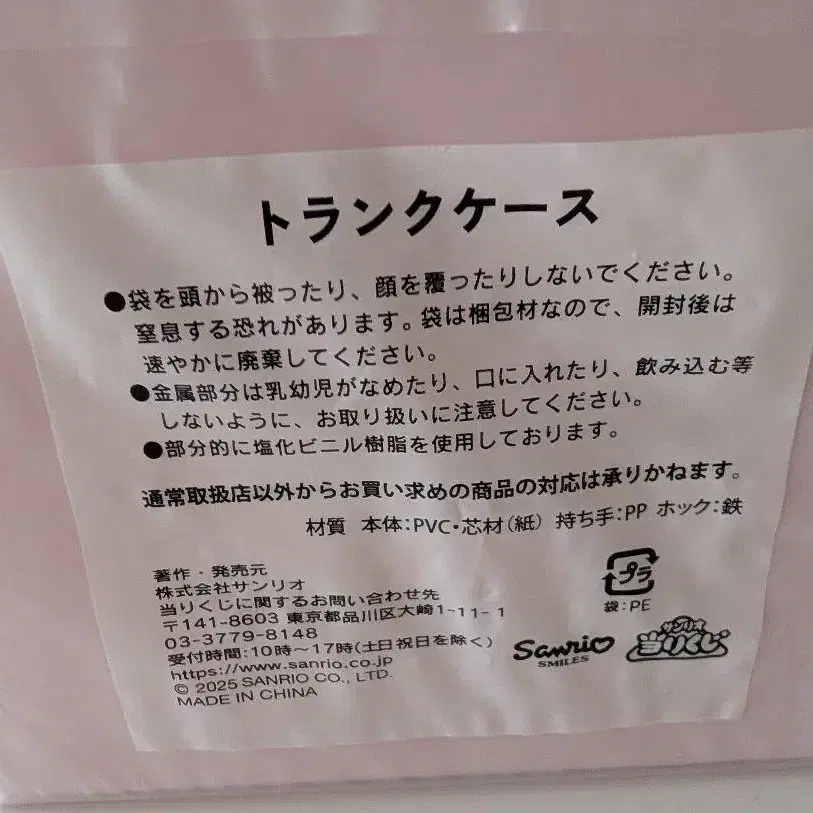 トランクケース
●袋を頭から被ったり、顔を覆ったりしないでください。
窒息する恐れがあります。袋は梱包材なので、開封後は
速やかに廃棄してください。
●金属部分は乳幼児がなめたり、口に入れたり、飲み込む等
しないように、お取り扱いに注意してください。
●部分的に塩化ビニル樹脂を使用しております。
通常取扱店以外からお買い求めの商品の対応は承りかねます。
材質 本体:PVC・芯材(紙) 持ち手:PP ホック:鉄
著作・発売元
株式会社サンリオ
当りくじに関するお問い合わせ先
〒141-8603 東京都品川区大崎1-11-1
03-3779-8148
受付時間:10時～17時(土日祝日を除く)
https://www.sanrio.co.jp
© 2025 SANRIO CO., LTD.
MADE IN CHINA
プラ
袋:PE
Sanrio
SMILES
サンリオ
当りくじ